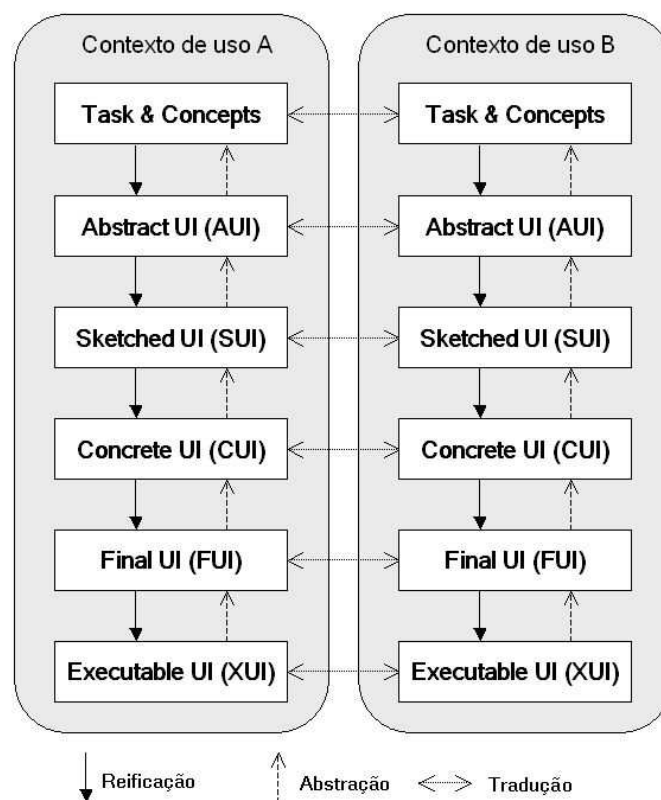 Contexto de uso A
Contexto de uso B
Task & Concepts
Task & Concepts
Abstract UI (AUI)
Abstract UI (AUI)
Sketched UI (SUI)
Sketched UI (SUI)
Concrete UI (CUI)
Concrete UI (CUI)
Final UI (FUI)
Final UI (FUI)
Executable UI (XUI)
Executable UI (XUI)
Reificação
Abstração
Tradução